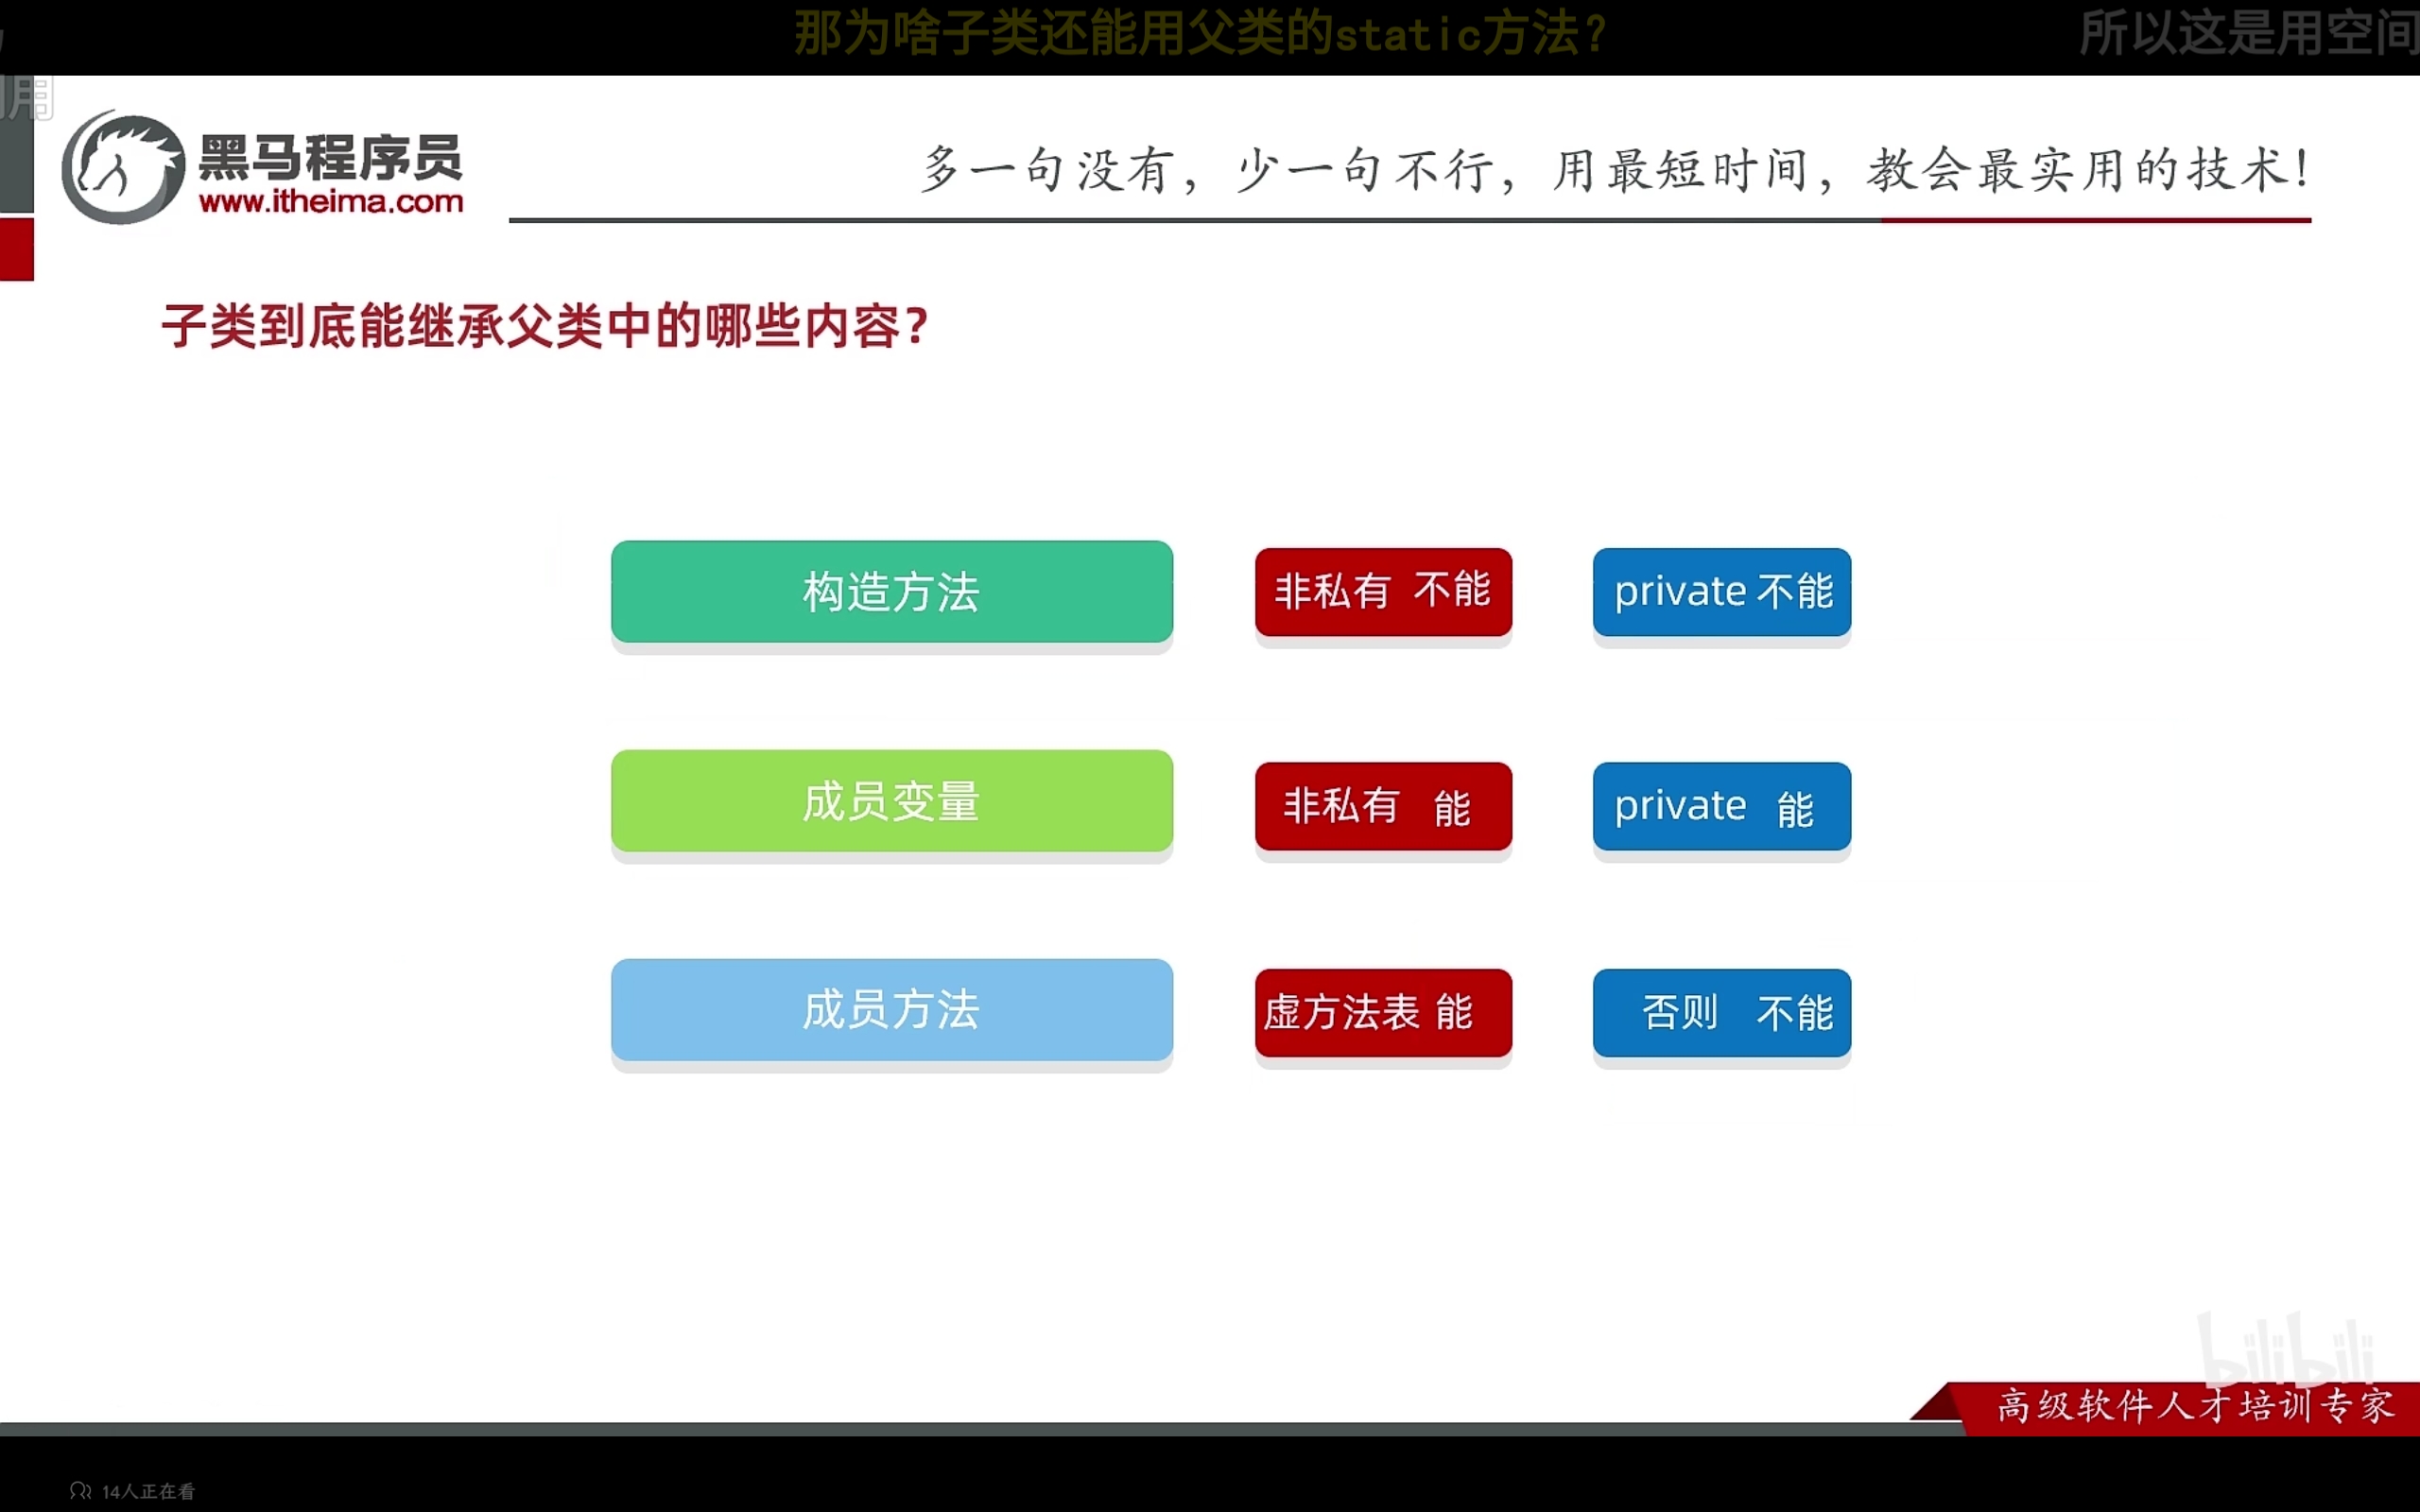 那为啥子类还能用父类的static方法？
所以这是用空间
用
黑马程序员
www.itheima.com
多一句没有，少一句不行，用最短时间，教会最实用的技术！
子类到底能继承父类中的哪些内容？
构造方法 非私有 不能 private 不能
成员变量 非私有 能 private 能
成员方法 虚方法表 能 否则 不能
bilibili
高级软件人才培训专家
14人正在看